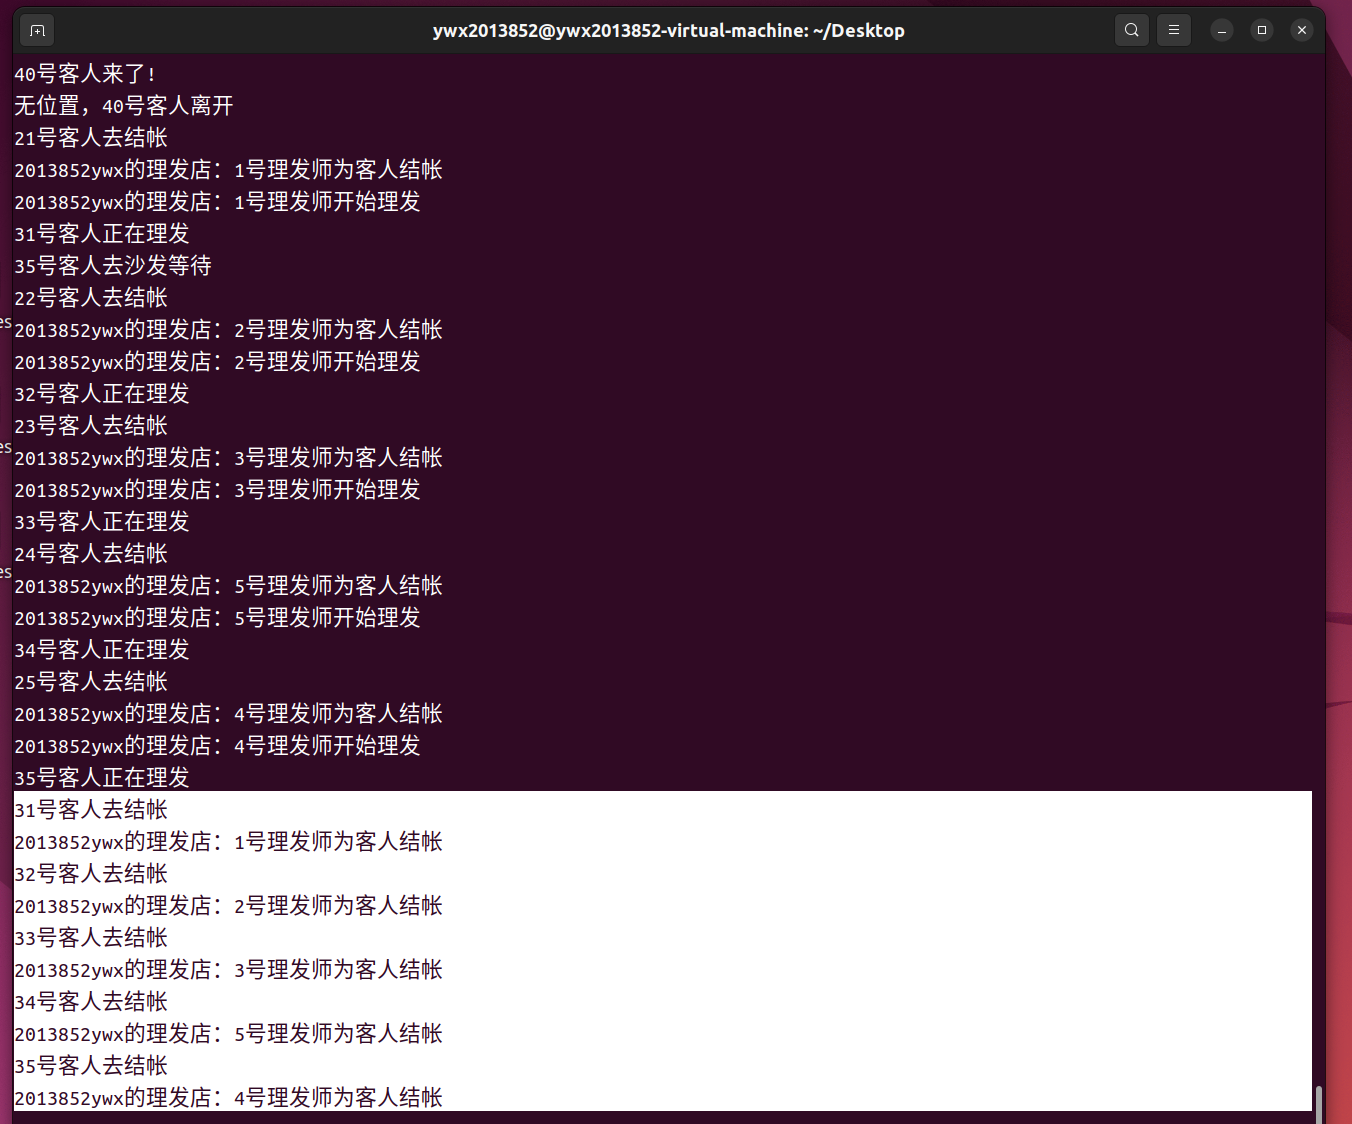 ywx2013852@ywx2013852-virtual-machine: ~/Desktop
40号客人来了!
无位置，40号客人离开
21号客人去结帐
2013852ywx的理发店：1号理发师为客人结帐
2013852ywx的理发店：1号理发师开始理发
31号客人正在理发
35号客人去沙发等待
22号客人去结帐
2013852ywx的理发店：2号理发师为客人结帐
2013852ywx的理发店：2号理发师开始理发
32号客人正在理发
23号客人去结帐
2013852ywx的理发店：3号理发师为客人结帐
2013852ywx的理发店：3号理发师开始理发
33号客人正在理发
24号客人去结帐
2013852ywx的理发店：5号理发师为客人结帐
2013852ywx的理发店：5号理发师开始理发
34号客人正在理发
25号客人去结帐
2013852ywx的理发店：4号理发师为客人结帐
2013852ywx的理发店：4号理发师开始理发
35号客人正在理发
31号客人去结帐
2013852ywx的理发店：1号理发师为客人结帐
32号客人去结帐
2013852ywx的理发店：2号理发师为客人结帐
33号客人去结帐
2013852ywx的理发店：3号理发师为客人结帐
34号客人去结帐
2013852ywx的理发店：5号理发师为客人结帐
35号客人去结帐
2013852ywx的理发店：4号理发师为客人结帐
es
es
es